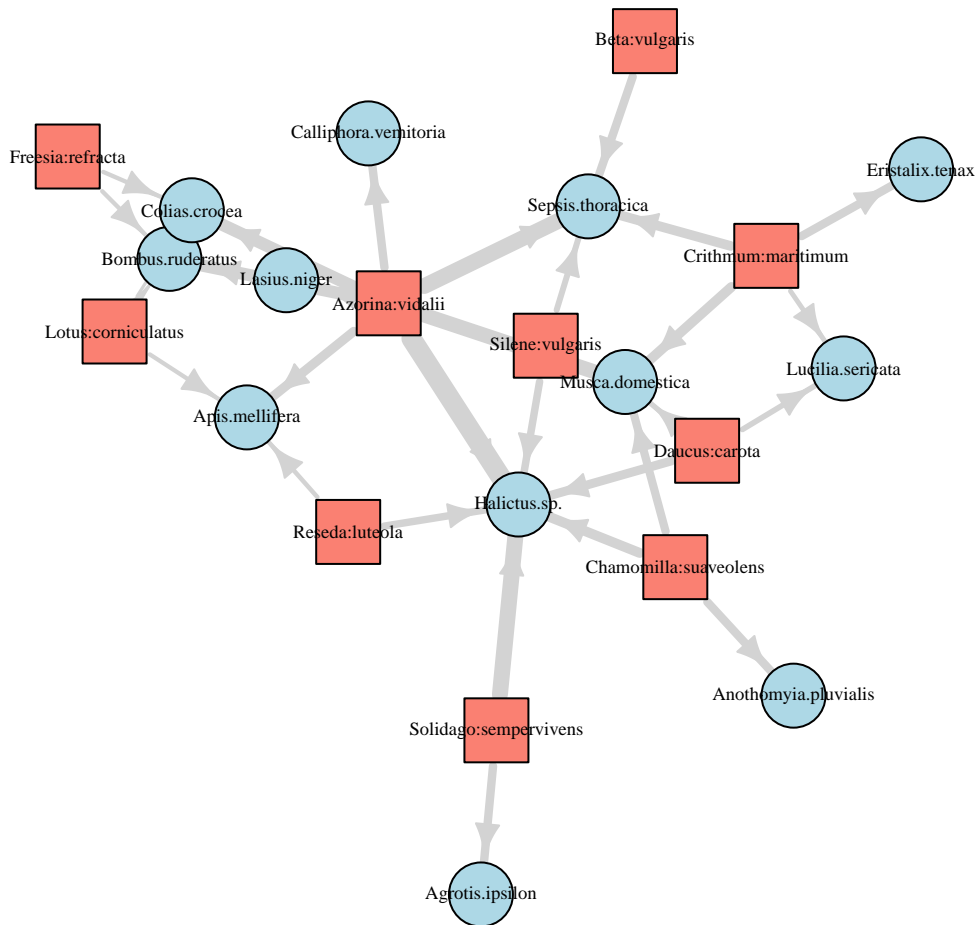 Beta:vulgaris
Calliphora.vemitoria
Freesia:refracta
Eristalix.tenax
Colias.crocea
Sepsis.thoracica
Bombus.ruderatus
Crithmum:maritimum
Lasius.niger
Azorina:vidalii
Lotus:corniculatus
Silene:vulgaris
Lucilia.sericata
Musca.domestica
Apis.mellifera
Daucus:carota
Halictus.sp.
Reseda:luteola
Chamomilla:suaveolens
Anothomyia.pluvialis
Solidago:sempervivens
Agrotis.ipsilon